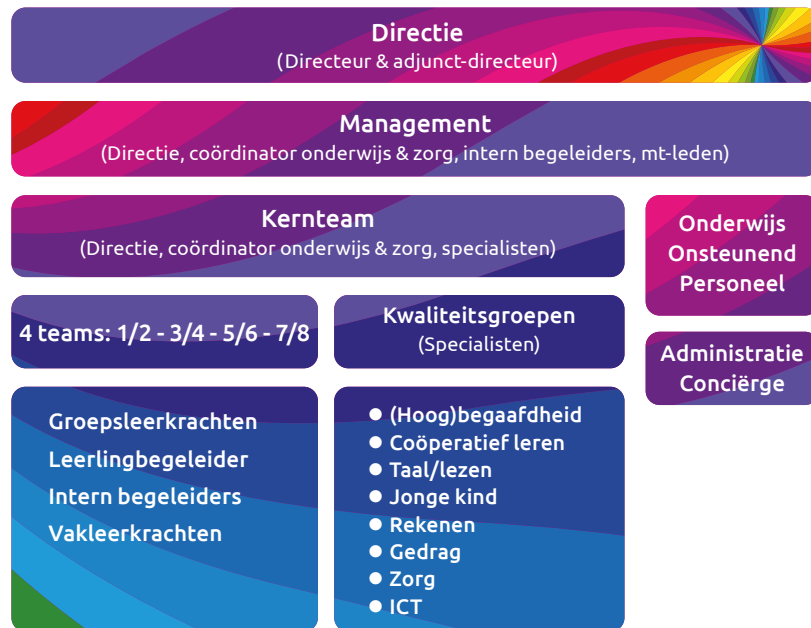 Directie
(Directeur & adjunct-directeur)
Management
(Directie, coördinator onderwijs & zorg, intern begeleiders, mt-leden)
Kernteam
(Directie, coördinator onderwijs & zorg, specialisten)
Onderwijs
Onsteunend
Personeel
4 teams: 1/2 - 3/4 - 5/6 - 7/8
Kwaliteitsgroepen
(Specialisten)
Administratie
Conciërge
Groepsleerkrachten
Leerlingbegeleider
Intern begeleiders
Vakleerkrachten
● (Hoog)begaafdheid
● Coöperatief leren
● Taal/lezen
● Jonge kind
● Rekenen
● Gedrag
● Zorg
● ICT